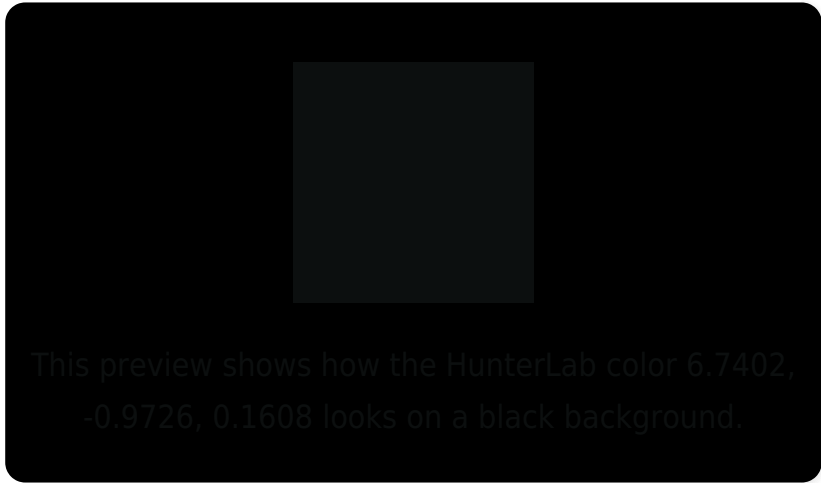 This preview shows how the HunterLab color 6.7402,
-0.9726, 0.1608 looks on a black background.